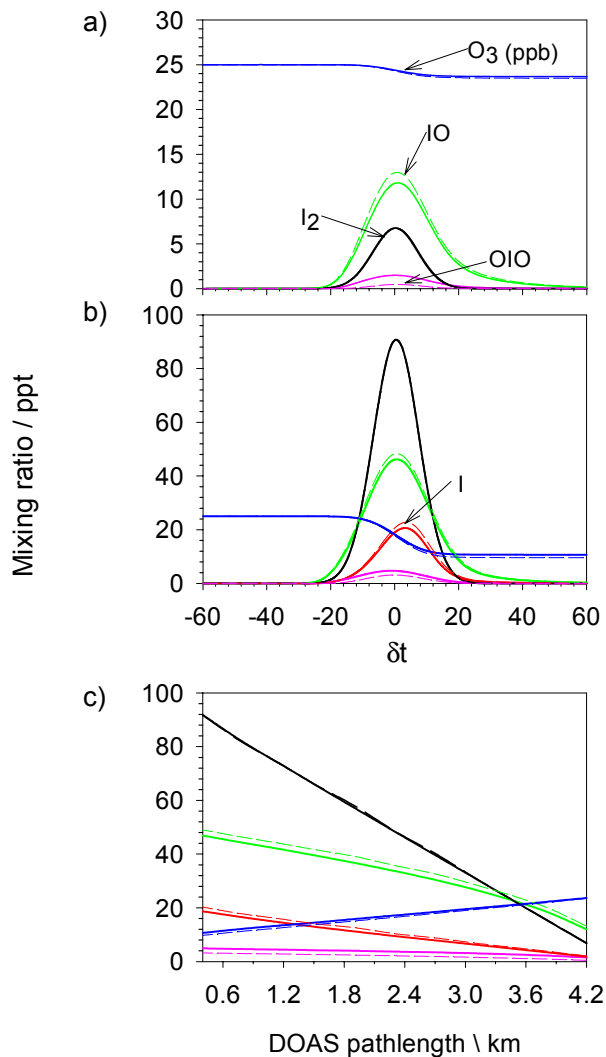 a)
30
25
20
15
10
5
0
O3 (ppb)
IO
I2
OIO
b)
100
80
60
40
20
0
I
-60 -40 -20 0 20 40 60
δt
Mixing ratio / ppt
c)
100
80
60
40
20
0
0.6 1.2 1.8 2.4 3.0 3.6 4.2
DOAS pathlength \ km